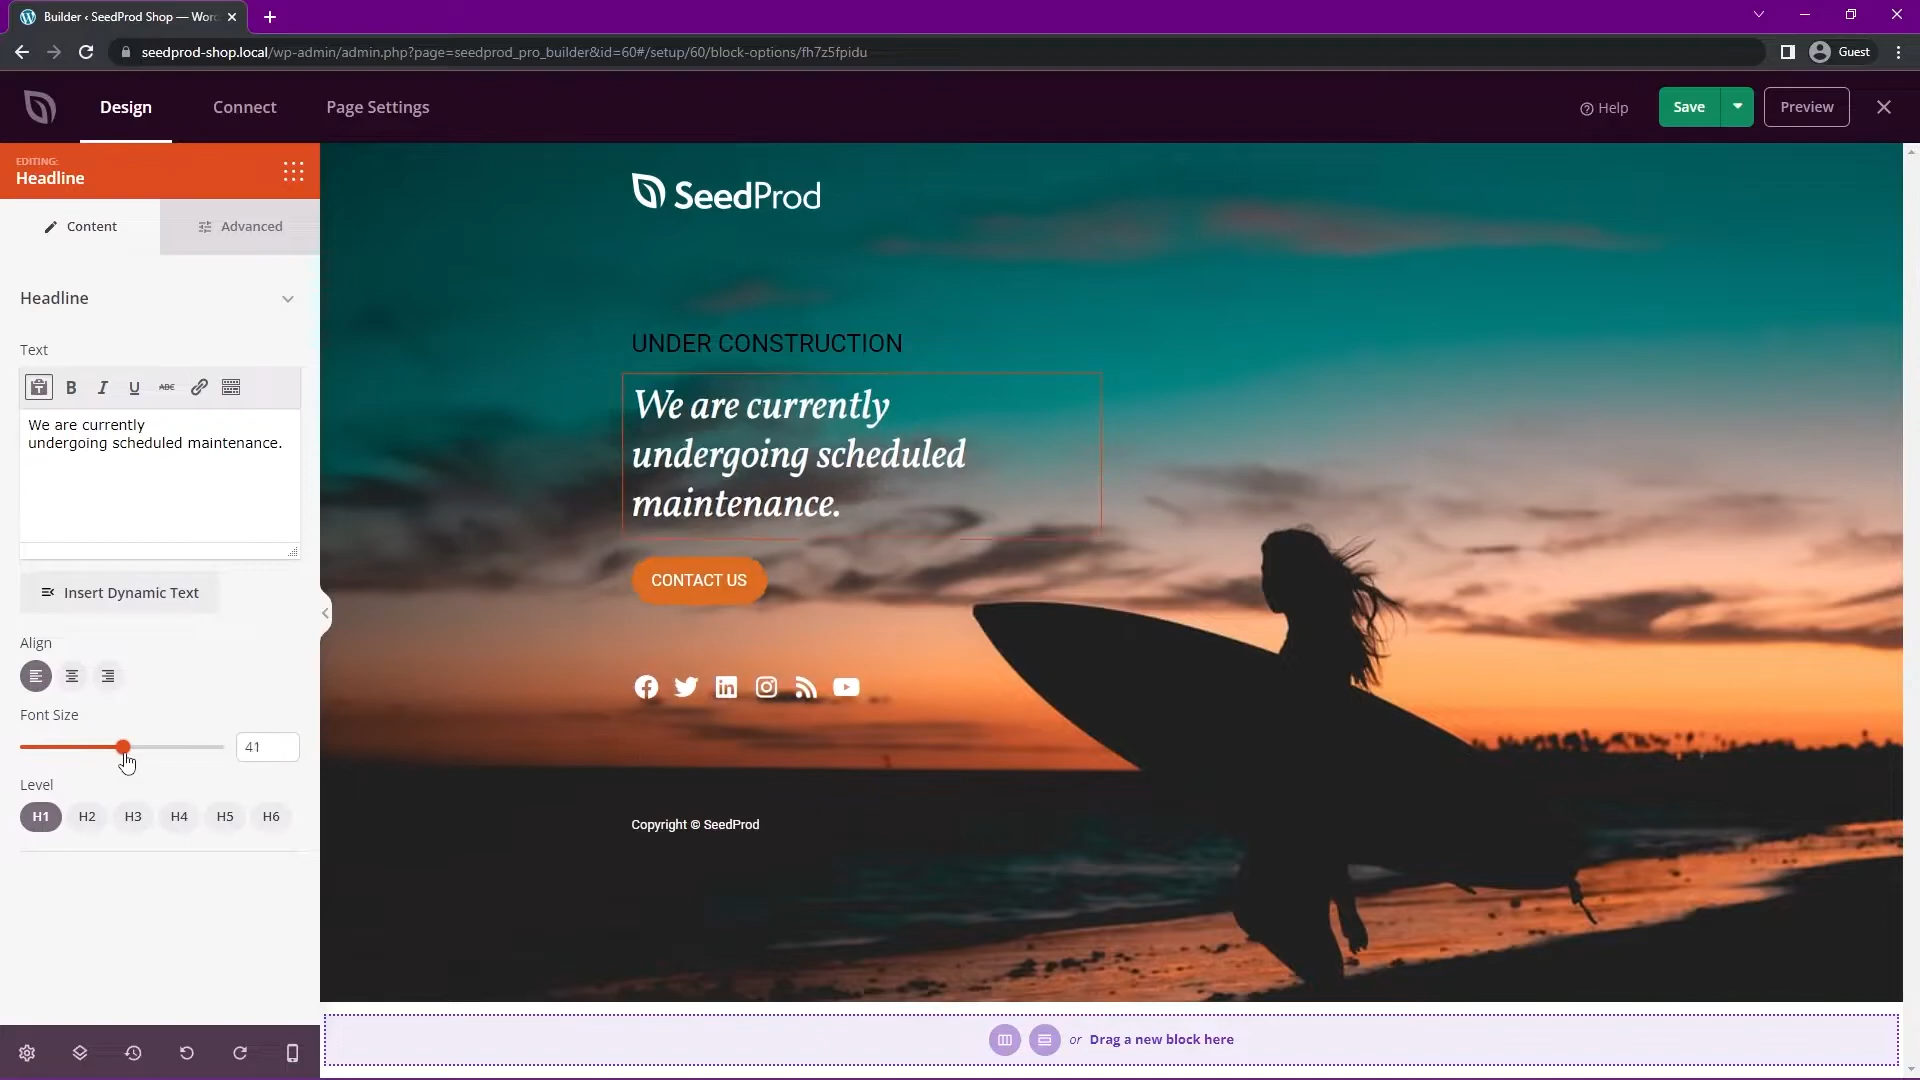 Builder ‹ SeedProd Shop — Wor
seedprod-shop.local/wp-admin/admin.php?page=seedprod_pro_builder&id=60#/setup/60/block-options/fh7z5fpidu
Guest
Design
Connect
Page Settings
Help
Save
Preview
EDITING:
Headline
Content
Advanced
Headline
Text
B I U ABC
We are currently
undergoing scheduled maintenance.
Insert Dynamic Text
Align
Font Size
41
Level
H1 H2 H3 H4 H5 H6
SeedProd
UNDER CONSTRUCTION
We are currently
undergoing scheduled
maintenance.
CONTACT US
Copyright © SeedProd
or Drag a new block here